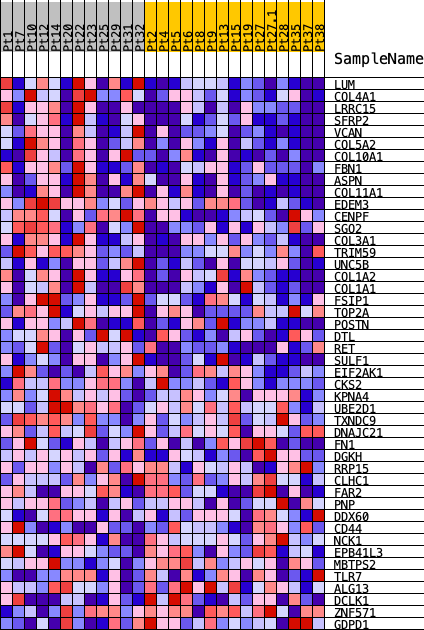 Pt1 Pt7 Pt10 Pt12 Pt14 Pt20 Pt22 Pt23 Pt25 Pt29 Pt31 Pt32 Pt2 Pt4 Pt5 Pt6 Pt8 Pt9 Pt13 Pt15 Pt19 Pt27 Pt27.1 Pt28 Pt35 Pt37 Pt38
SampleName
LUM
COL4A1
LRRC15
SFRP2
VCAN
COL5A2
COL10A1
FBN1
ASPN
COL11A1
EDEM3
CENPF
SGO2
COL3A1
TRIM59
UNC5B
COL1A2
COL1A1
FSIP1
TOP2A
POSTN
DTL
RET
SULF1
EIF2AK1
CKS2
KPNA4
UBE2D1
TXNDC9
DNAJC21
FN1
DGKH
RRP15
CLHC1
FAR2
PNP
DDX60
CD44
NCK1
EPB41L3
MBTPS2
TLR7
ALG13
DCLK1
ZNF571
GDPD1